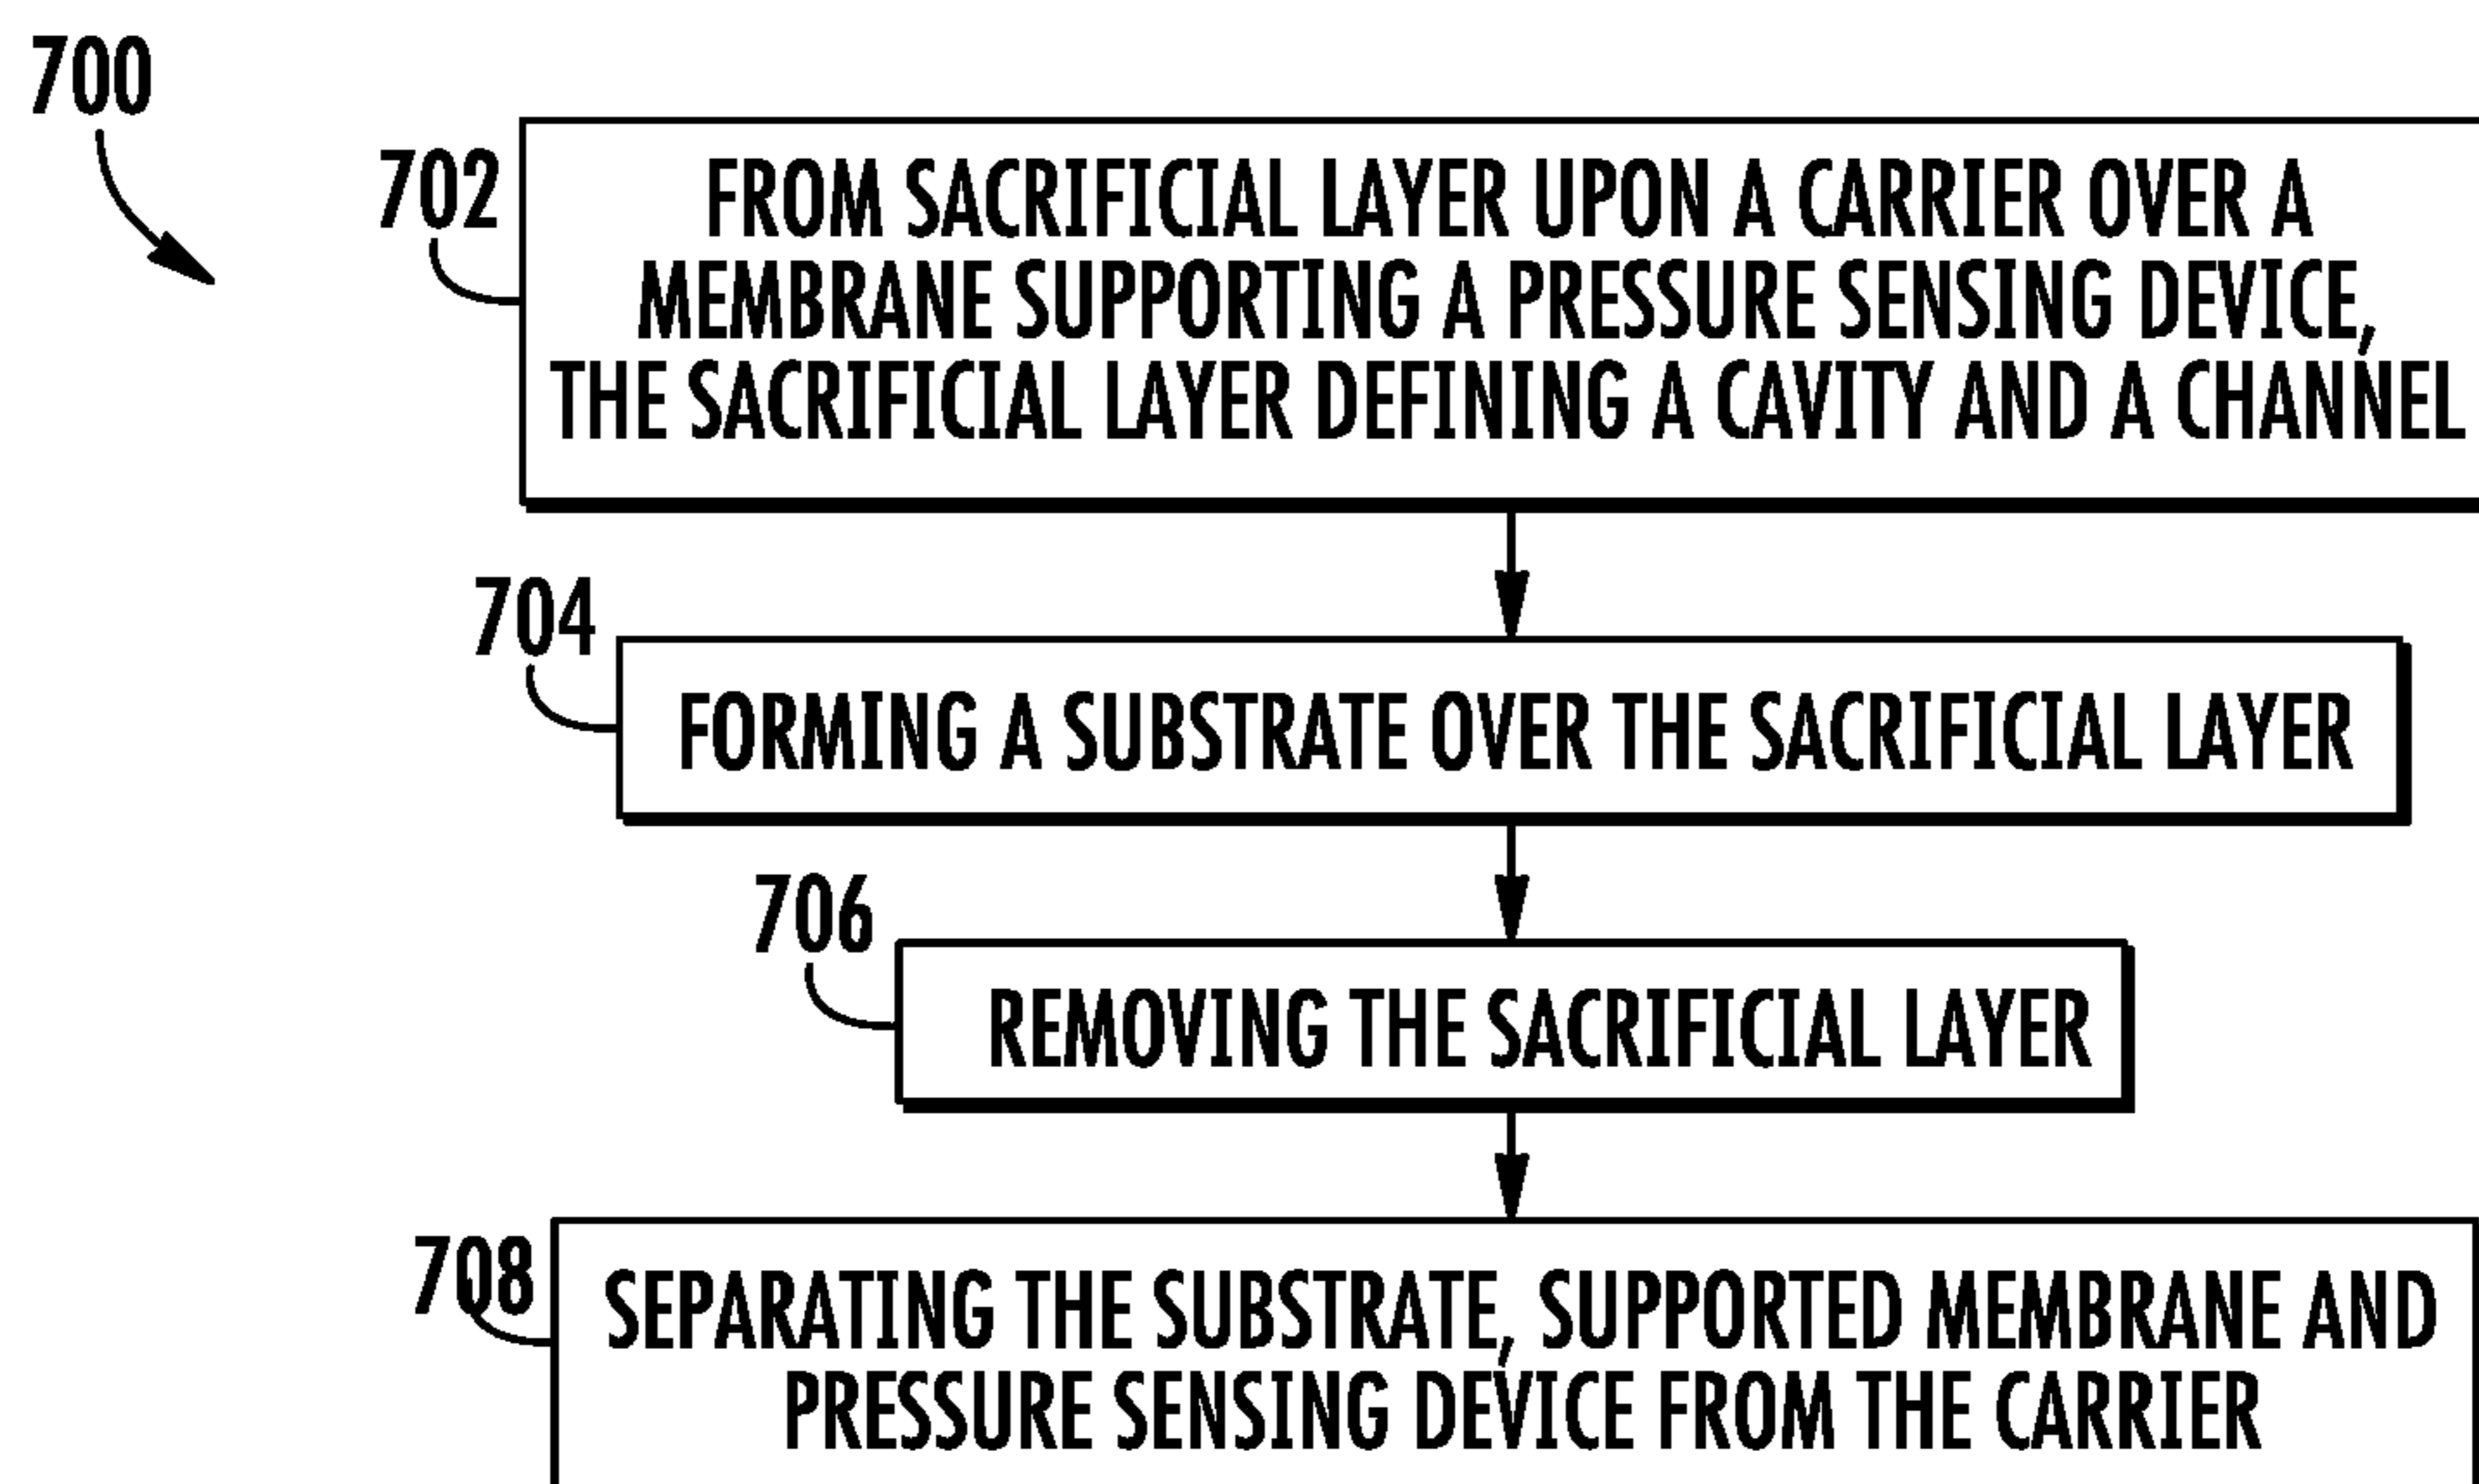 700
702
FROM SACRIFICIAL LAYER UPON A CARRIER OVER A
MEMBRANE SUPPORTING A PRESSURE SENSING DEVICE,
THE SACRIFICIAL LAYER DEFINING A CAVITY AND A CHANNEL
704
FORMING A SUBSTRATE OVER THE SACRIFICIAL LAYER
706
REMOVING THE SACRIFICIAL LAYER
708
SEPARATING THE SUBSTRATE, SUPPORTED MEMBRANE AND
PRESSURE SENSING DEVICE FROM THE CARRIER